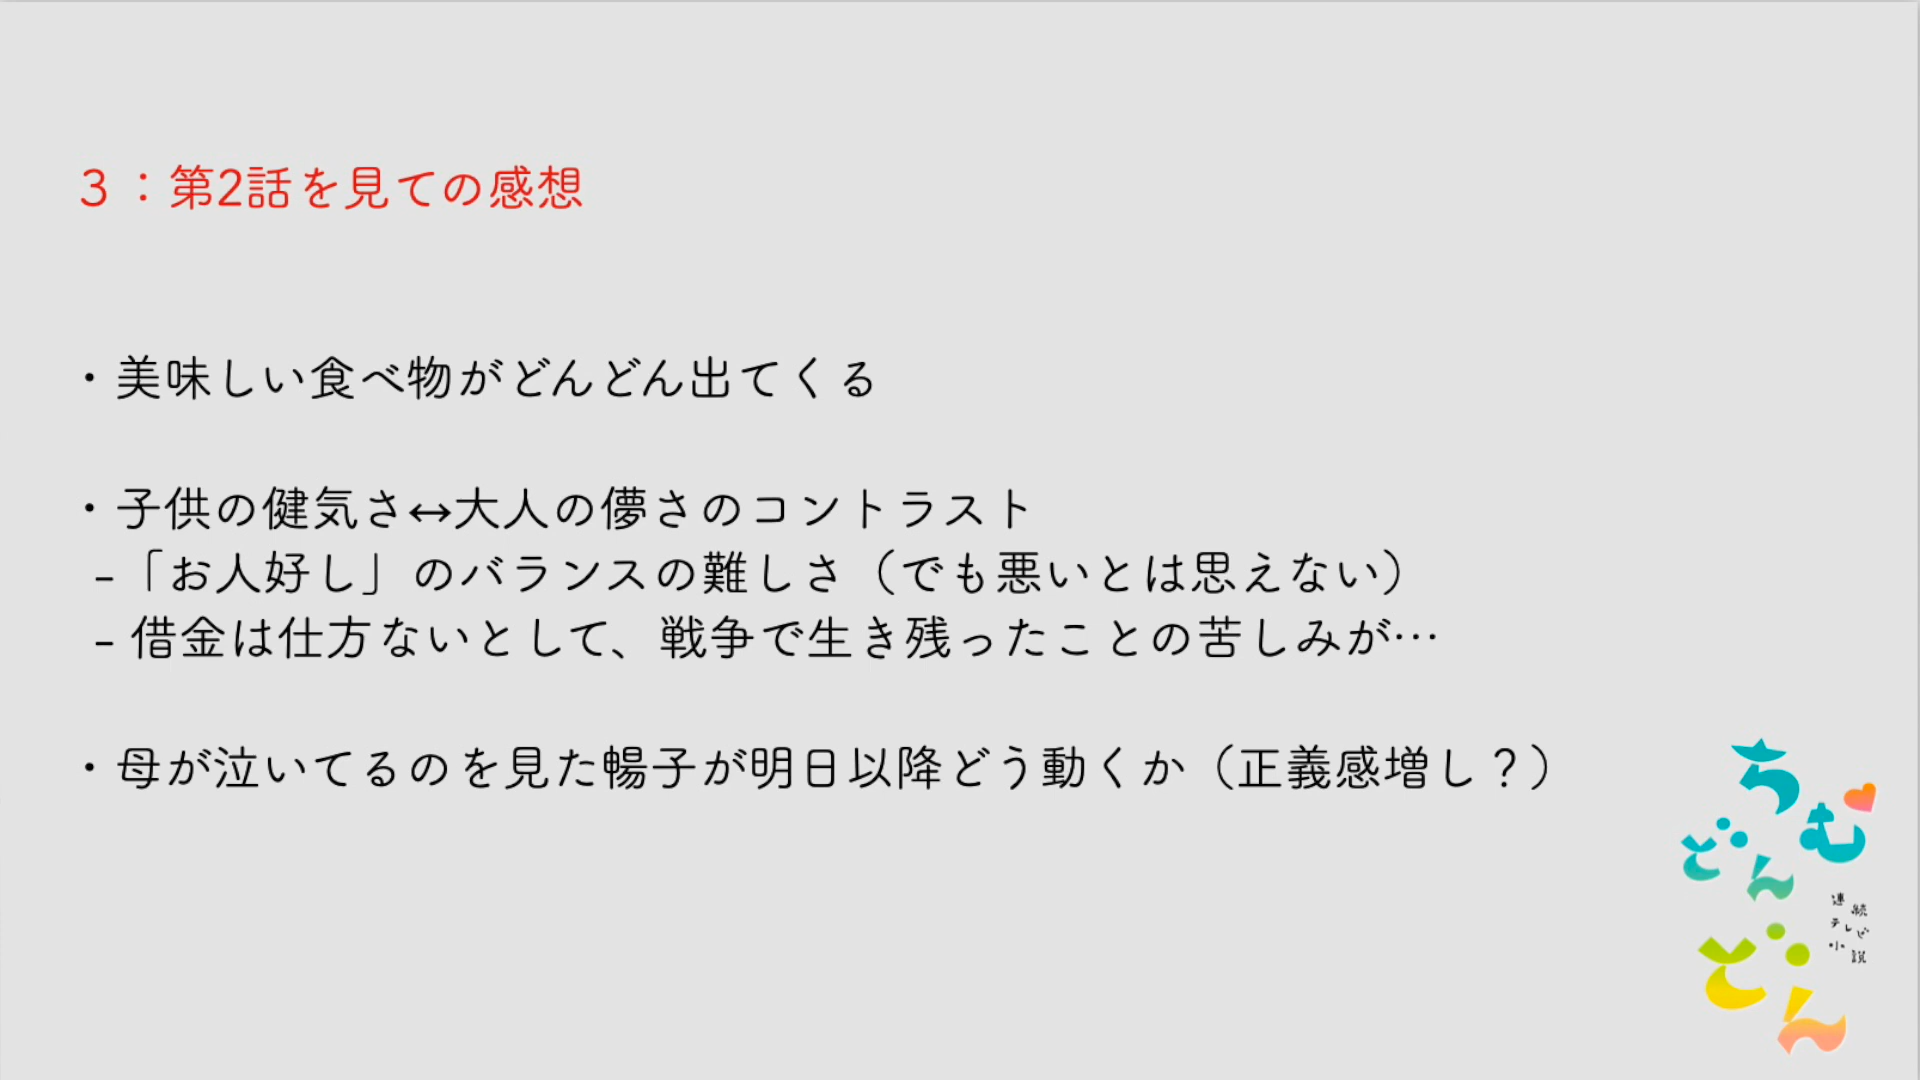 ３：第2話を見ての感想
・美味しい食べ物がどんどん出てくる
・子供の健気さ↔大人の儚さのコントラスト
–「お人好し」のバランスの難しさ（でも悪いとは思えない）
– 借金は仕方ないとして、戦争で生き残ったことの苦しみが…
・母が泣いてるのを見た暢子が明日以降どう動くか（正義感増し？）
ちむ
どん
どん
連続
テレビ
小説